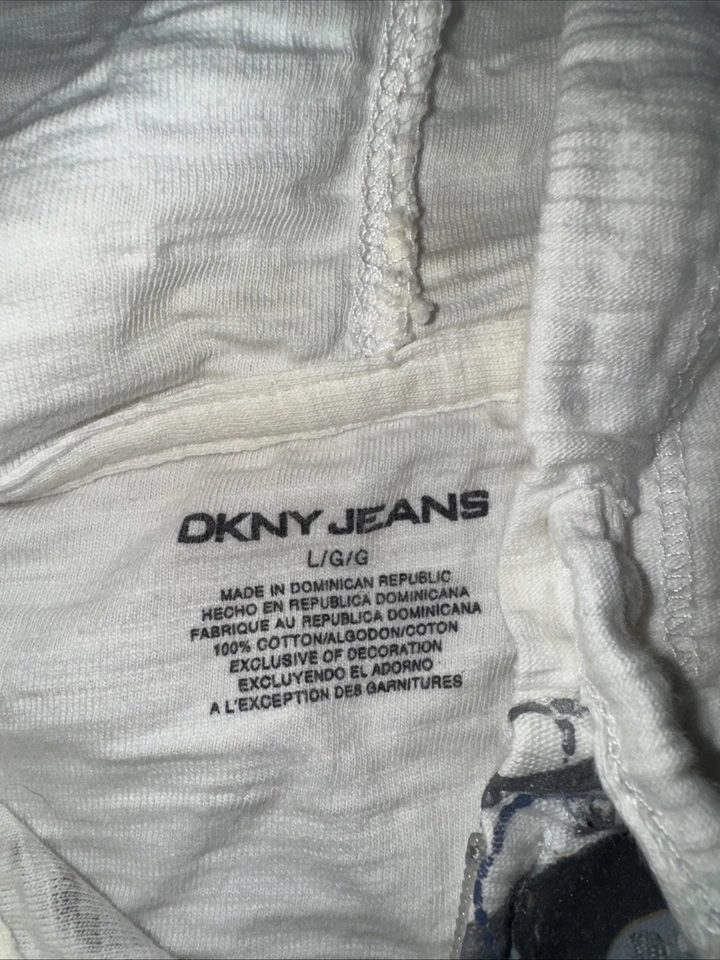 DKNY JEANS
L/G/G
MADE IN DOMINICAN REPUBLIC
HECHO EN REPUBLICA DOMINICANA
FABRIQUE AU REPUBLICA DOMINICANA
100% COTTON/ALGODON/COTON
EXCLUSIVE OF DECORATION
EXCLUYENDO EL ADORNO
A L'EXCEPTION DES GARNITURES